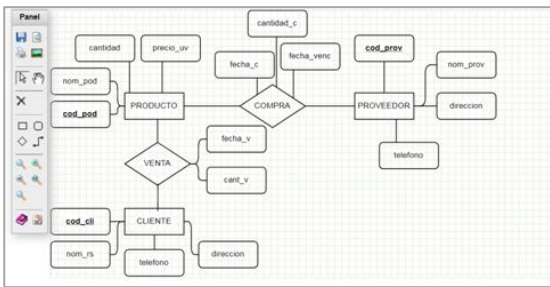 Panel
cantidad_c
cantidad
precio_uv
fecha_c
fecha_venc
cod_prov
nom_prov
nom_pod
cod_pod
PRODUCTO
COMPRA
PROVEEDOR
direccion
fecha_v
telefono
VENTA
cant_v
cod_cli
CLIENTE
nom_rs
telefono
direccion